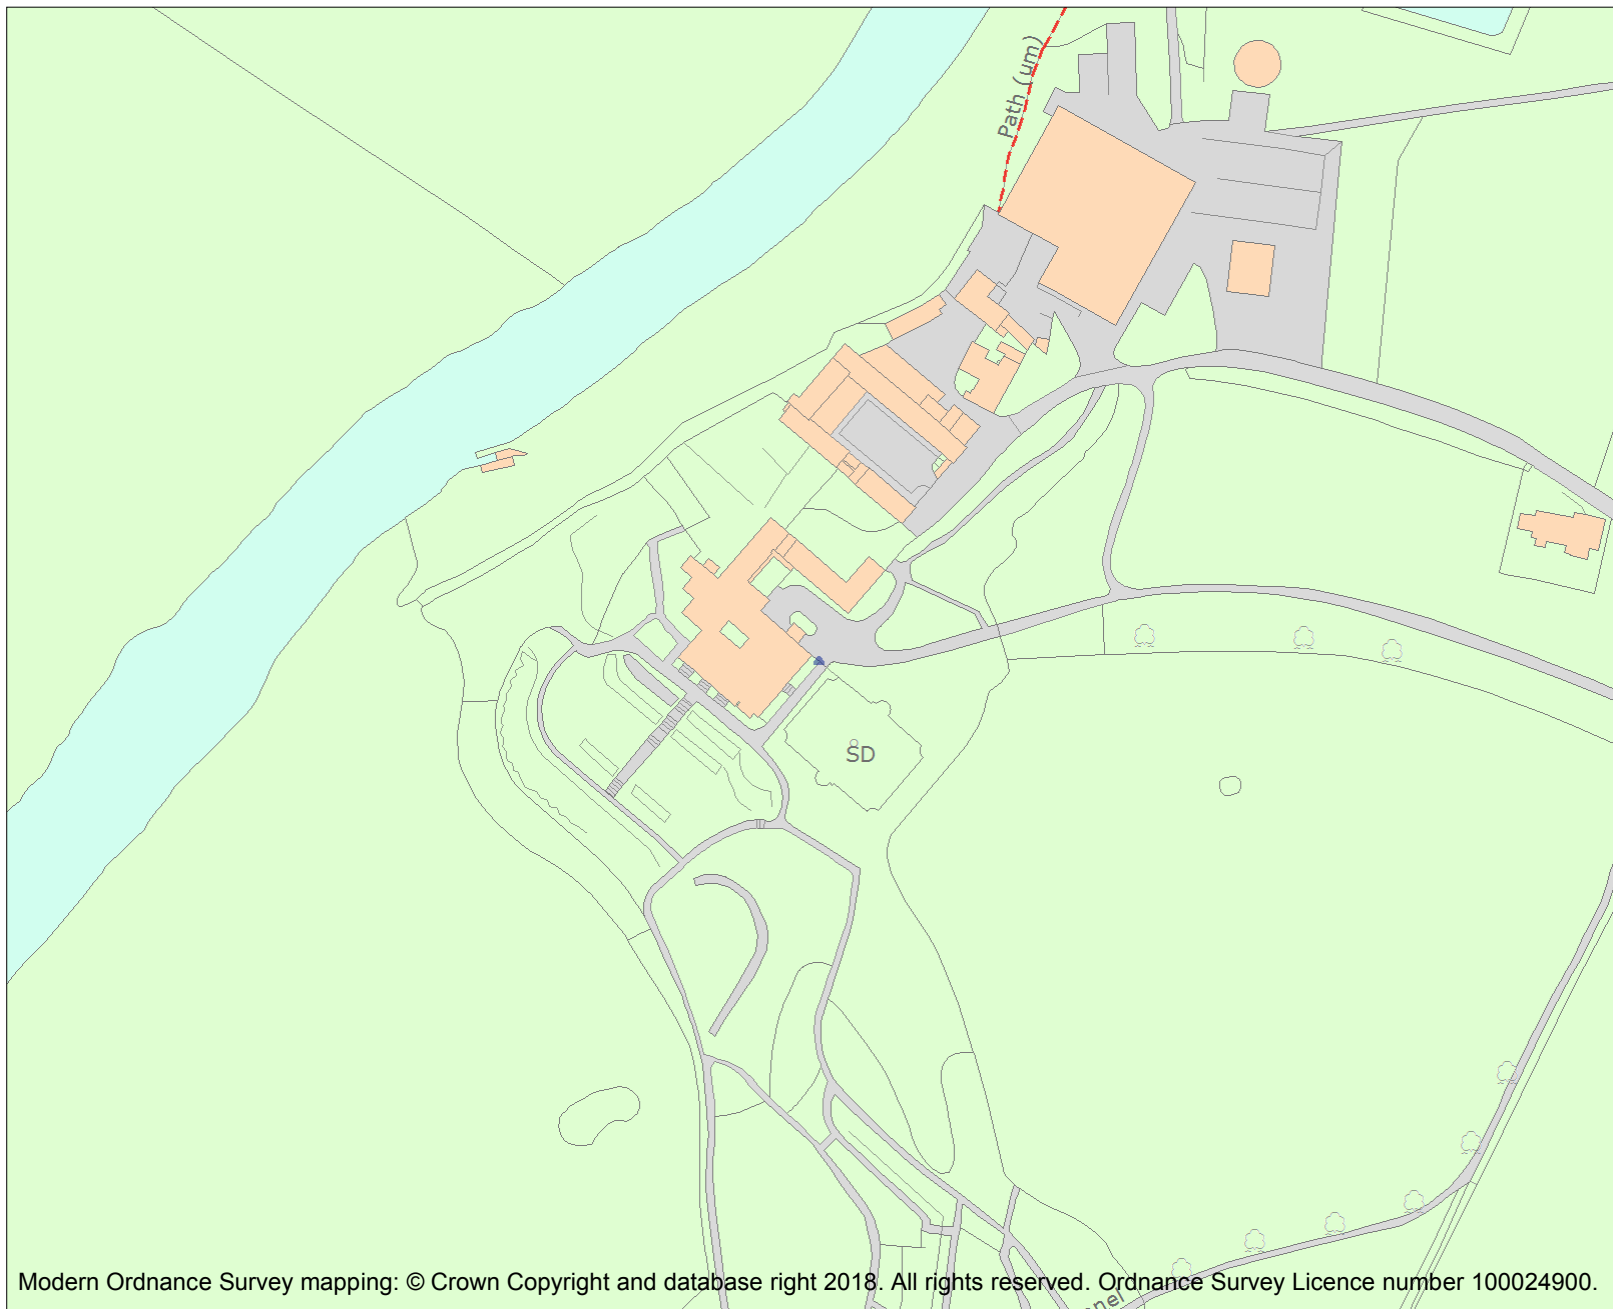 Path (um)
SD
Modern Ordnance Survey mapping: © Crown Copyright and database right 2018. All rights reserved. Ordnance Survey Licence number 100024900.